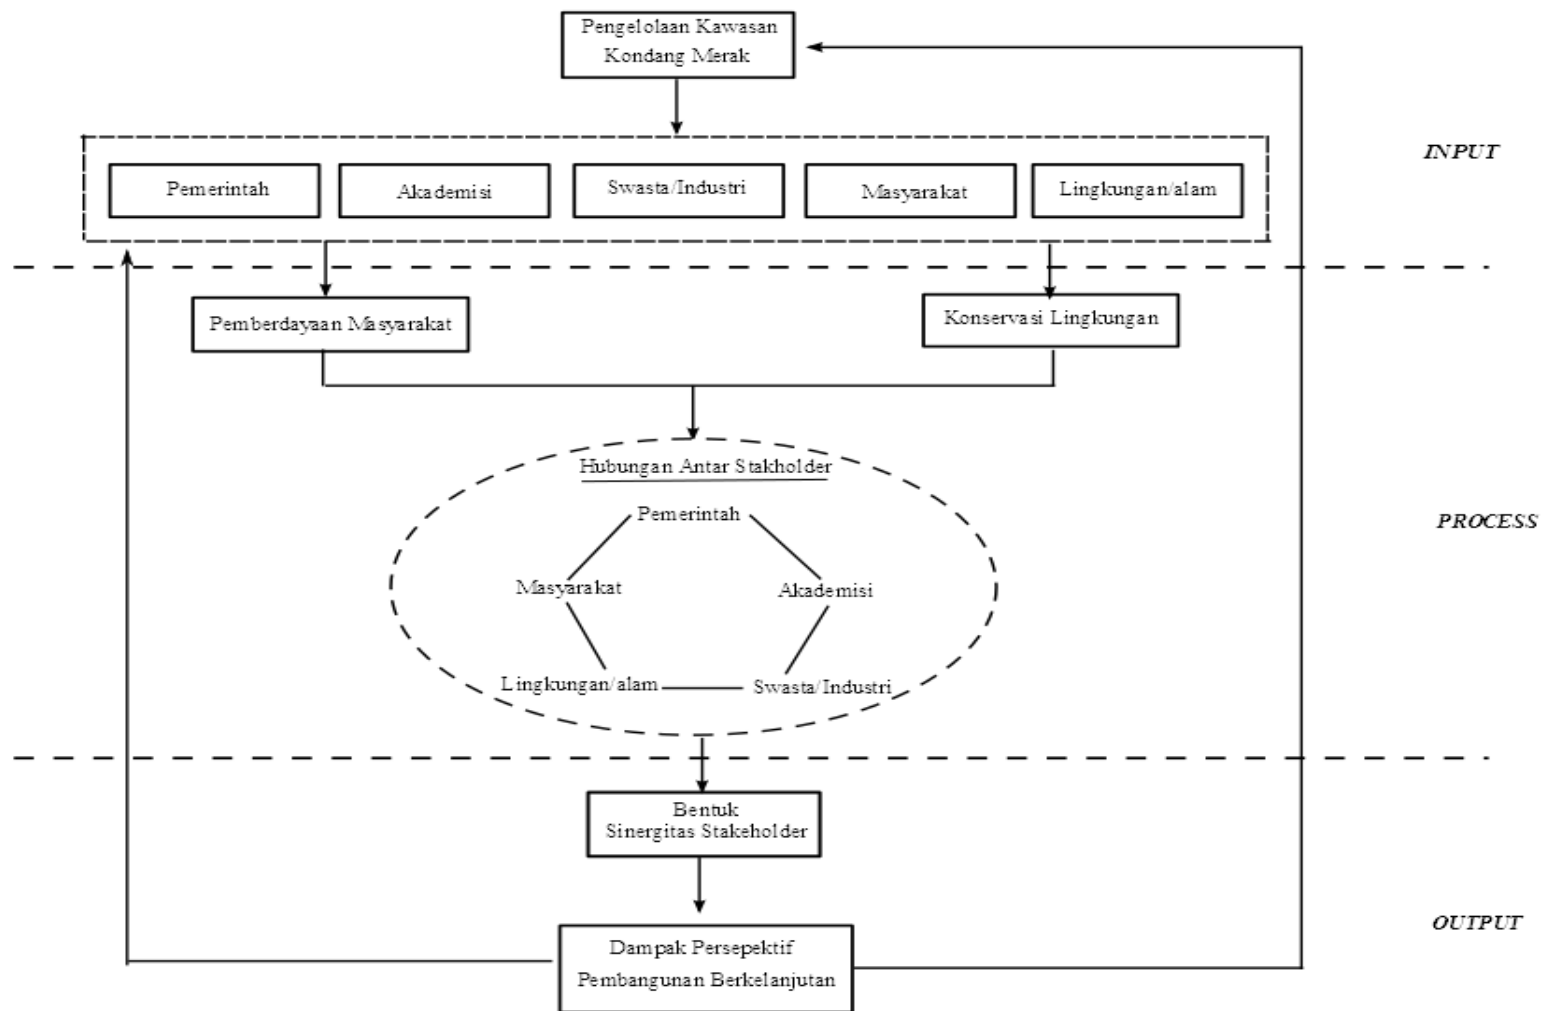 Pengelolaan Kawasan
Kondang Merak
INPUT
Pemerintah
Akademisi
Swasta/Industri
Masyarakat
Lingkungan/alam
Pemberdayaan Masyarakat
Konservasi Lingkungan
Hubungan Antar Stakholder
Pemerintah
PROCESS
Masyarakat
Akademisi
Lingkungan/alam
Swasta/Industri
Bentuk
Sinergitas Stakeholder
OUTPUT
Dampak Persepektif
Pembangunan Berkelanjutan